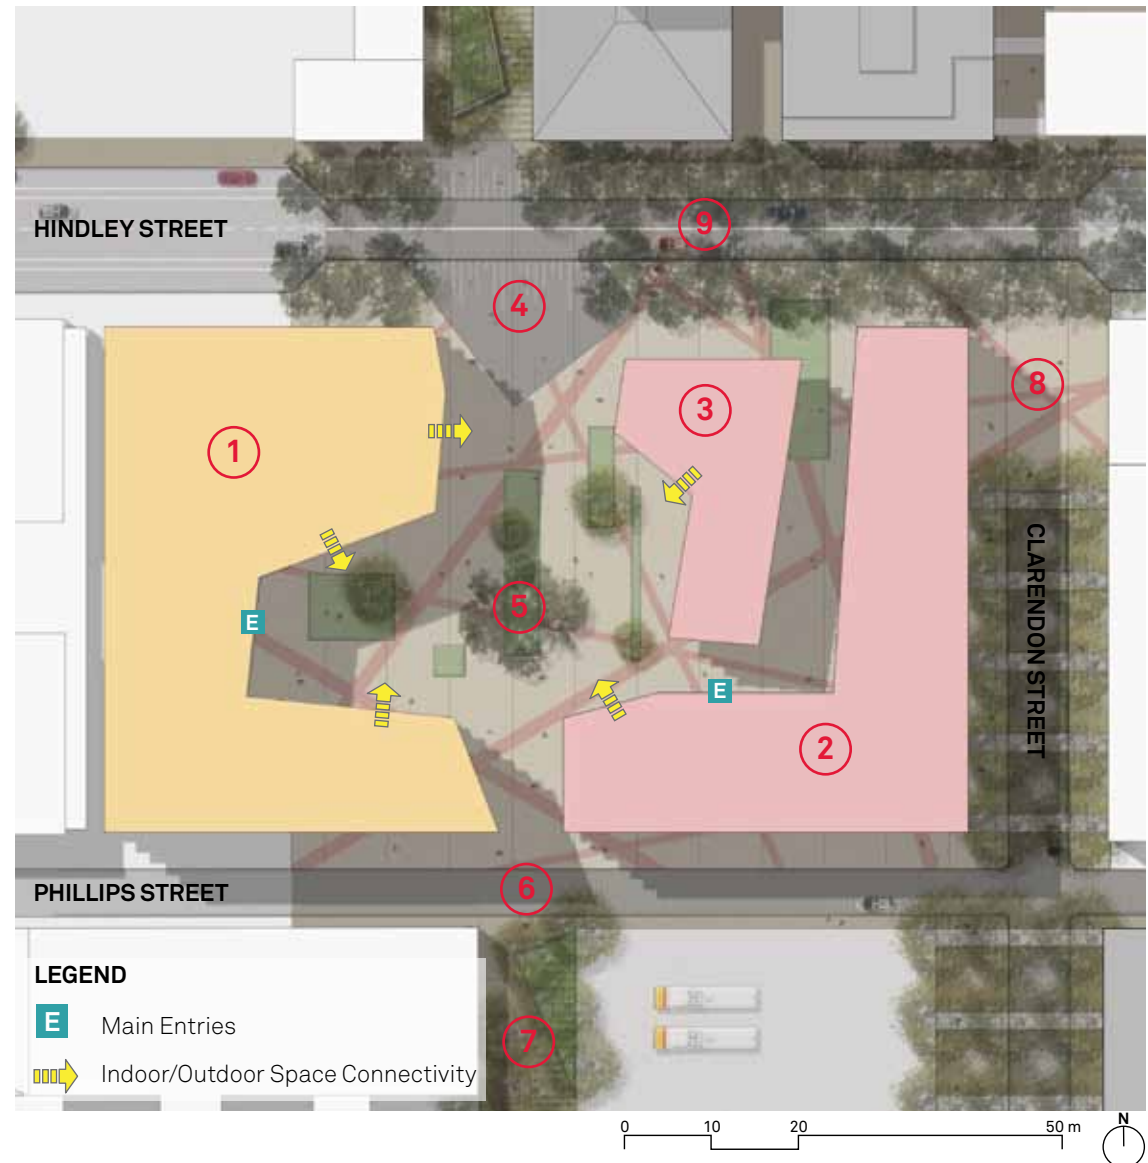 HINDLEY STREET
9
4
8
3
1
CLARENDON STREET
5
E
E
2
PHILLIPS STREET
6
LEGEND
E Main Entries
Indoor/Outdoor Space Connectivity
7
0 10 20 50 m
N